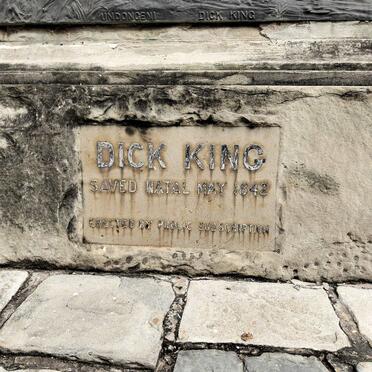 UNDONGENI DICK KING
DICK KING
SAVED NATAL MAY 1842
ERECTED BY PUBLIC SUBSCRIPTION